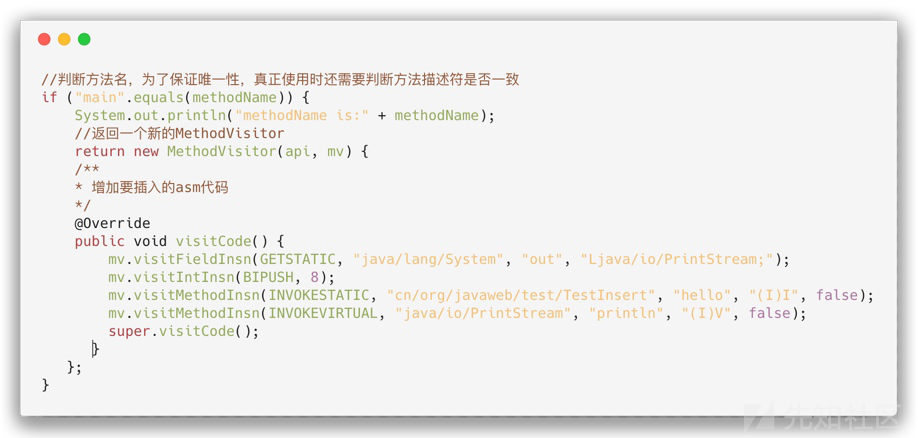 //判断方法名，为了保证唯一性，真正使用时还需要判断方法描述符是否一致
if ("main".equals(methodName)) {
System.out.println("methodName is:" + methodName);
//返回一个新的MethodVisitor
return new MethodVisitor(api, mv) {
/**
* 增加要插入的asm代码
*/
@Override
public void visitCode() {
mv.visitFieldInsn(GETSTATIC, "java/lang/System", "out", "Ljava/io/PrintStream;");
mv.visitIntInsn(BIPUSH, 8);
mv.visitMethodInsn(INVOKESTATIC, "cn/org/javaweb/test/TestInsert", "hello", "(I)I", false);
mv.visitMethodInsn(INVOKEVIRTUAL, "java/io/PrintStream", "println", "(I)V", false);
super.visitCode();
}
};
}
先知社区